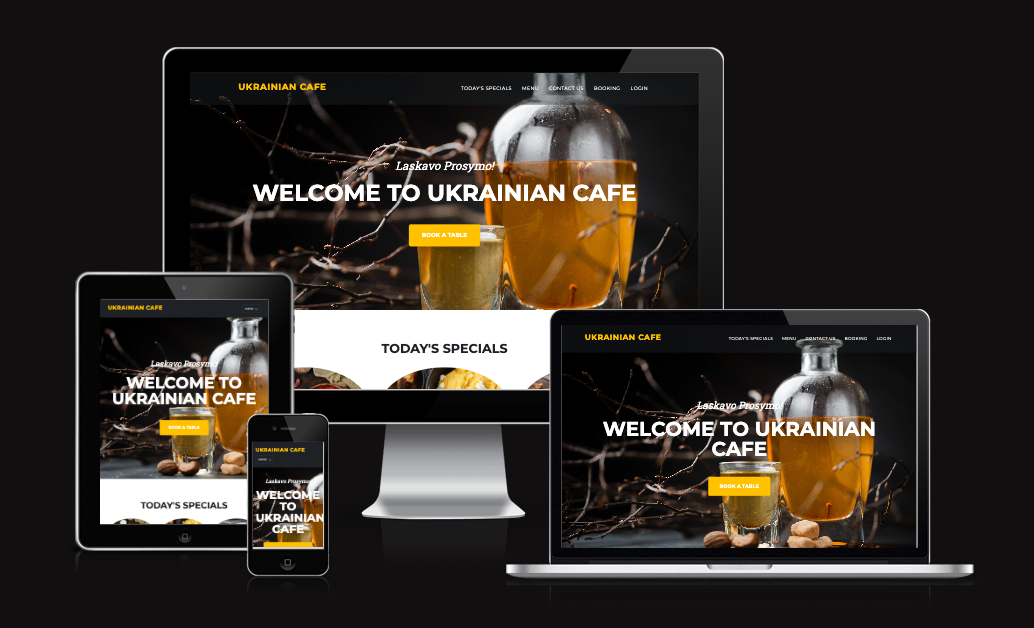 UKRAINIAN CAFE
TODAY'S SPECIALS MENU CONTACT US BOOKING LOGIN
Laskavo Prosymo!
WELCOME TO UKRAINIAN CAFE
BOOK A TABLE
TODAY'S SPECIALS
UKRAINIAN CAFE
MENU
Laskavo Prosymo!
WELCOME TO
UKRAINIAN CAFE
BOOK A TABLE
TODAY'S SPECIALS
UKRAINIAN CAFE
MENU
Laskavo Prosymo!
WELCOME
TO
UKRAINIAN
CAFE
UKRAINIAN CAFE
TODAY'S SPECIALS MENU CONTACT US BOOKING LOGIN
Laskavo Prosymo!
WELCOME TO UKRAINIAN
CAFE
BOOK A TABLE